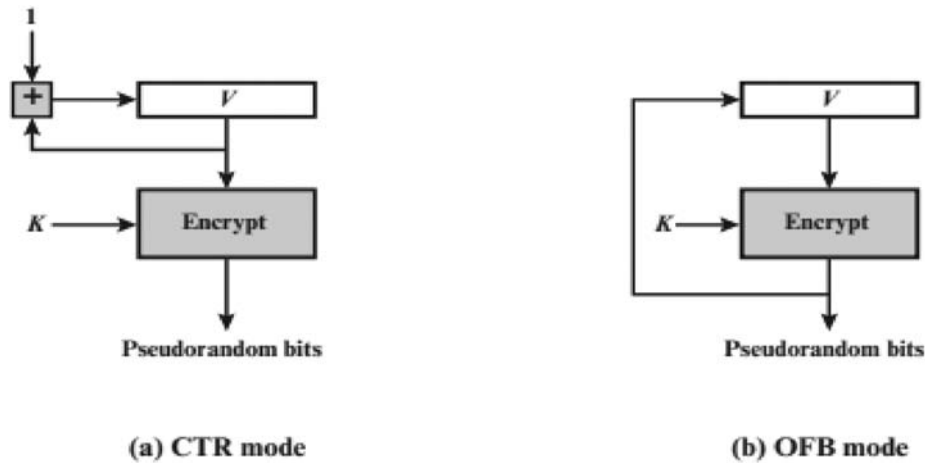 1
+
V
K
Encrypt
Pseudorandom bits
(a) CTR mode
V
K
Encrypt
Pseudorandom bits
(b) OFB mode